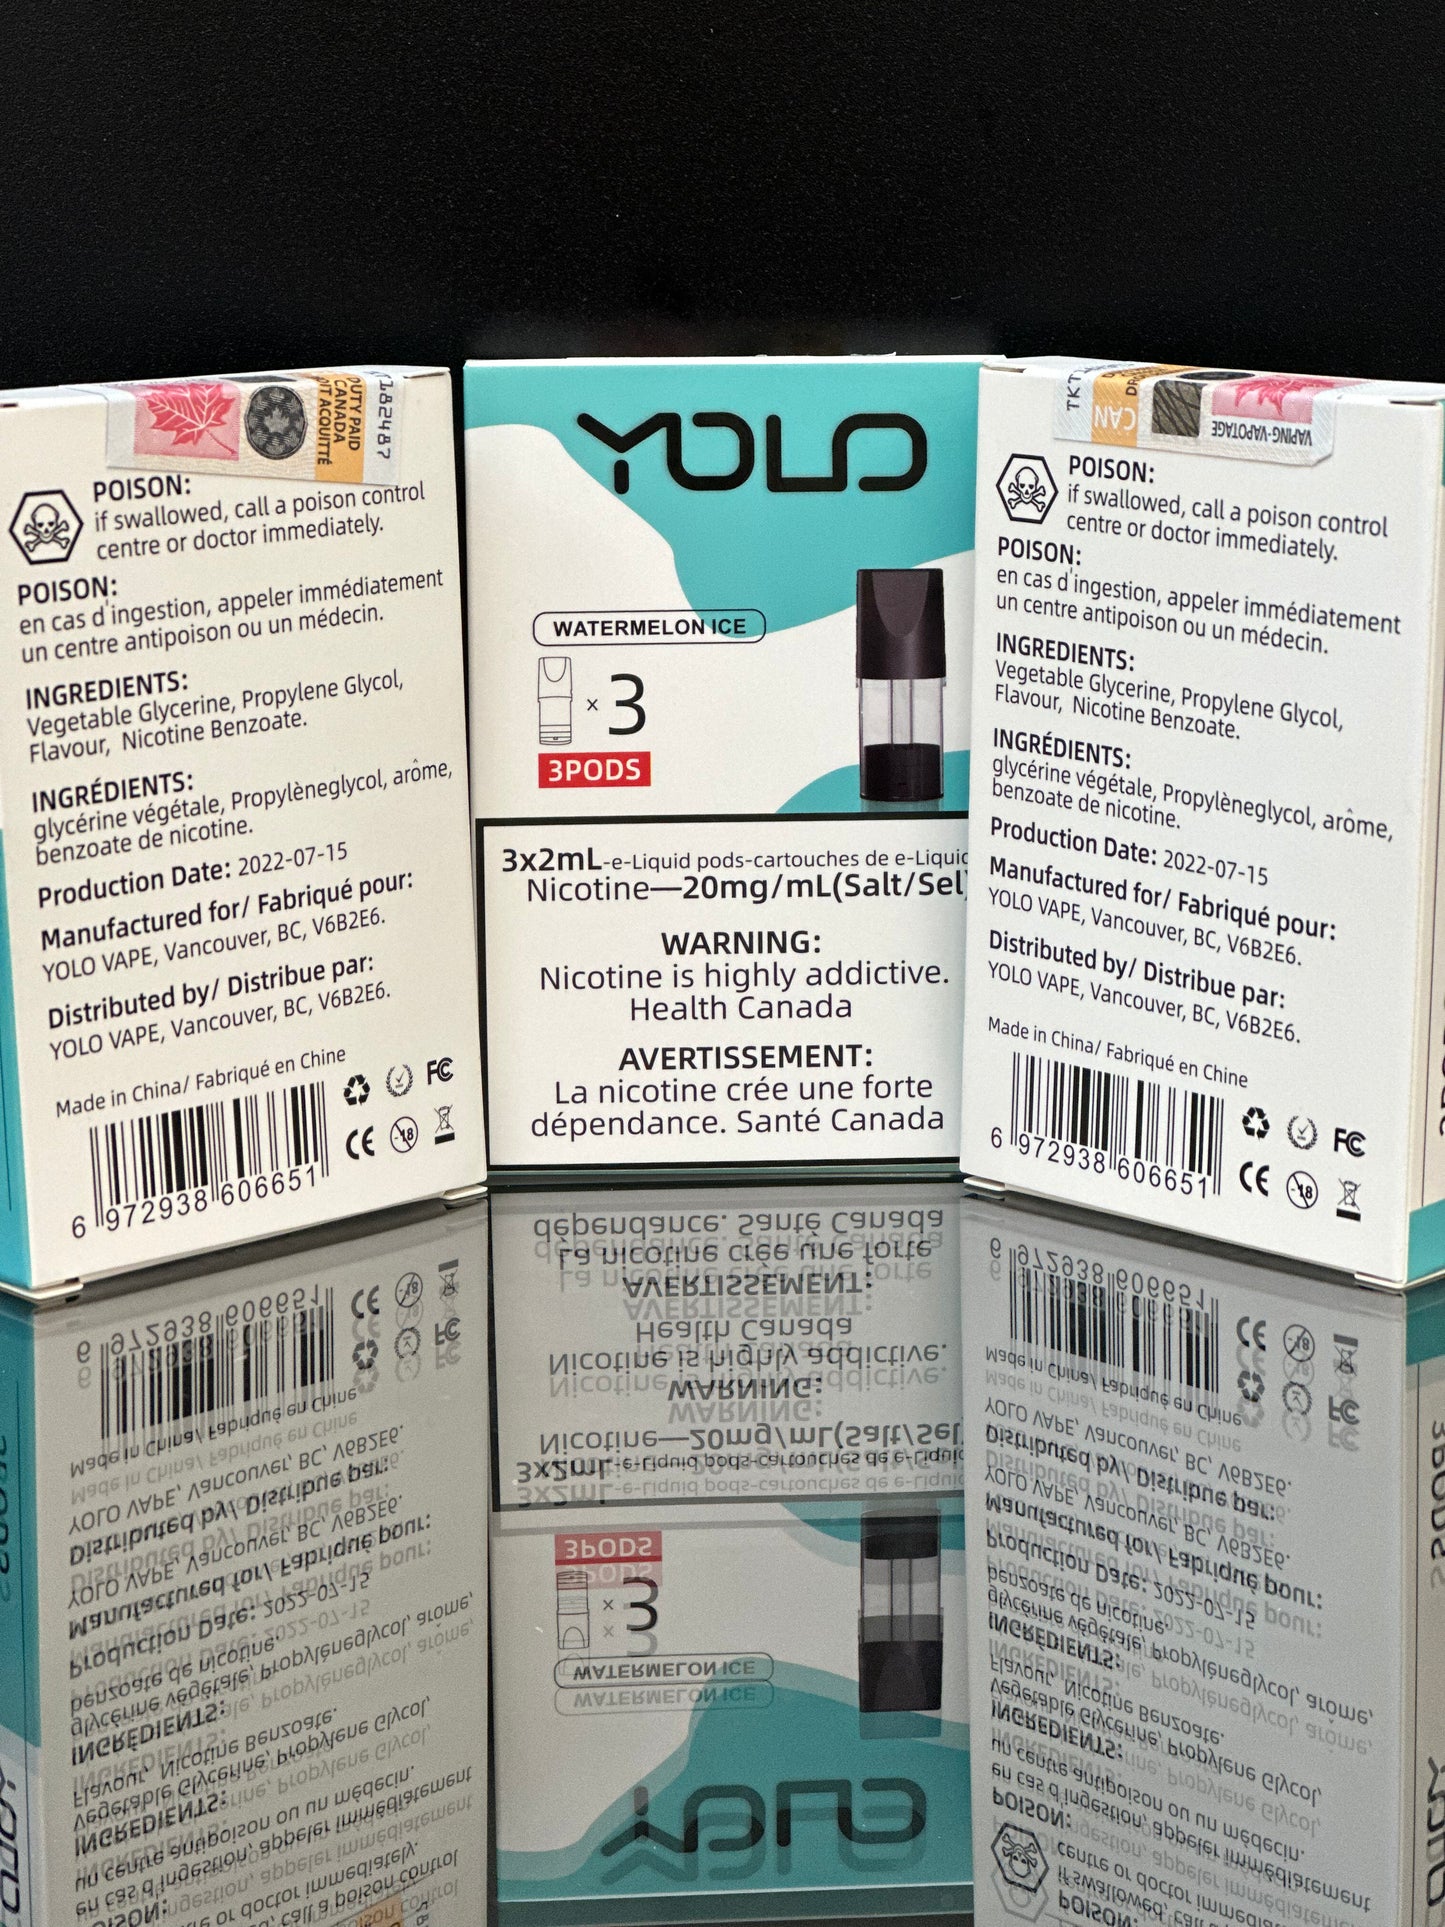 DUTY PAID
CANADA
DROIT ACQUITTÉ
POISON:
if swallowed, call a poison control
centre or doctor immediately.
POISON:
en cas d'ingestion, appeler immédiatement
un centre antipoison ou un médecin.
INGREDIENTS:
Vegetable Glycerine, Propylene Glycol,
Flavour, Nicotine Benzoate.
INGRÉDIENTS:
glycérine végétale, Propylèneglycol, arôme,
benzoate de nicotine.
Production Date: 2022-07-15
Manufactured for/ Fabriqué pour:
YOLO VAPE, Vancouver, BC, V6B2E6.
Distributed by/ Distribue par:
YOLO VAPE, Vancouver, BC, V6B2E6.
Made in China/ Fabriqué en Chine
FC
CE
-18
6 972938 606651
YOLO
WATERMELON ICE
× 3
3PODS
3x2mL-e-Liquid pods-cartouches de e-Liquid
Nicotine—20mg/mL(Salt/Sel)
WARNING:
Nicotine is highly addictive.
Health Canada
AVERTISSEMENT:
La nicotine crée une forte
dépendance. Santé Canada
TKT
CAN
VAPING-VAPOTAGE
POISON:
if swallowed, call a poison control
centre or doctor immediately.
POISON:
en cas d'ingestion, appeler immédiatement
un centre antipoison ou un médecin.
INGREDIENTS:
Vegetable Glycerine, Propylene Glycol,
Flavour, Nicotine Benzoate.
INGRÉDIENTS:
glycérine végétale, Propylèneglycol, arôme,
benzoate de nicotine.
Production Date: 2022-07-15
Manufactured for/ Fabriqué pour:
YOLO VAPE, Vancouver, BC, V6B2E6.
Distributed by/ Distribue par:
YOLO VAPE, Vancouver, BC, V6B2E6.
Made in China/ Fabriqué en Chine
FC
CE
-18
6 972938 606651